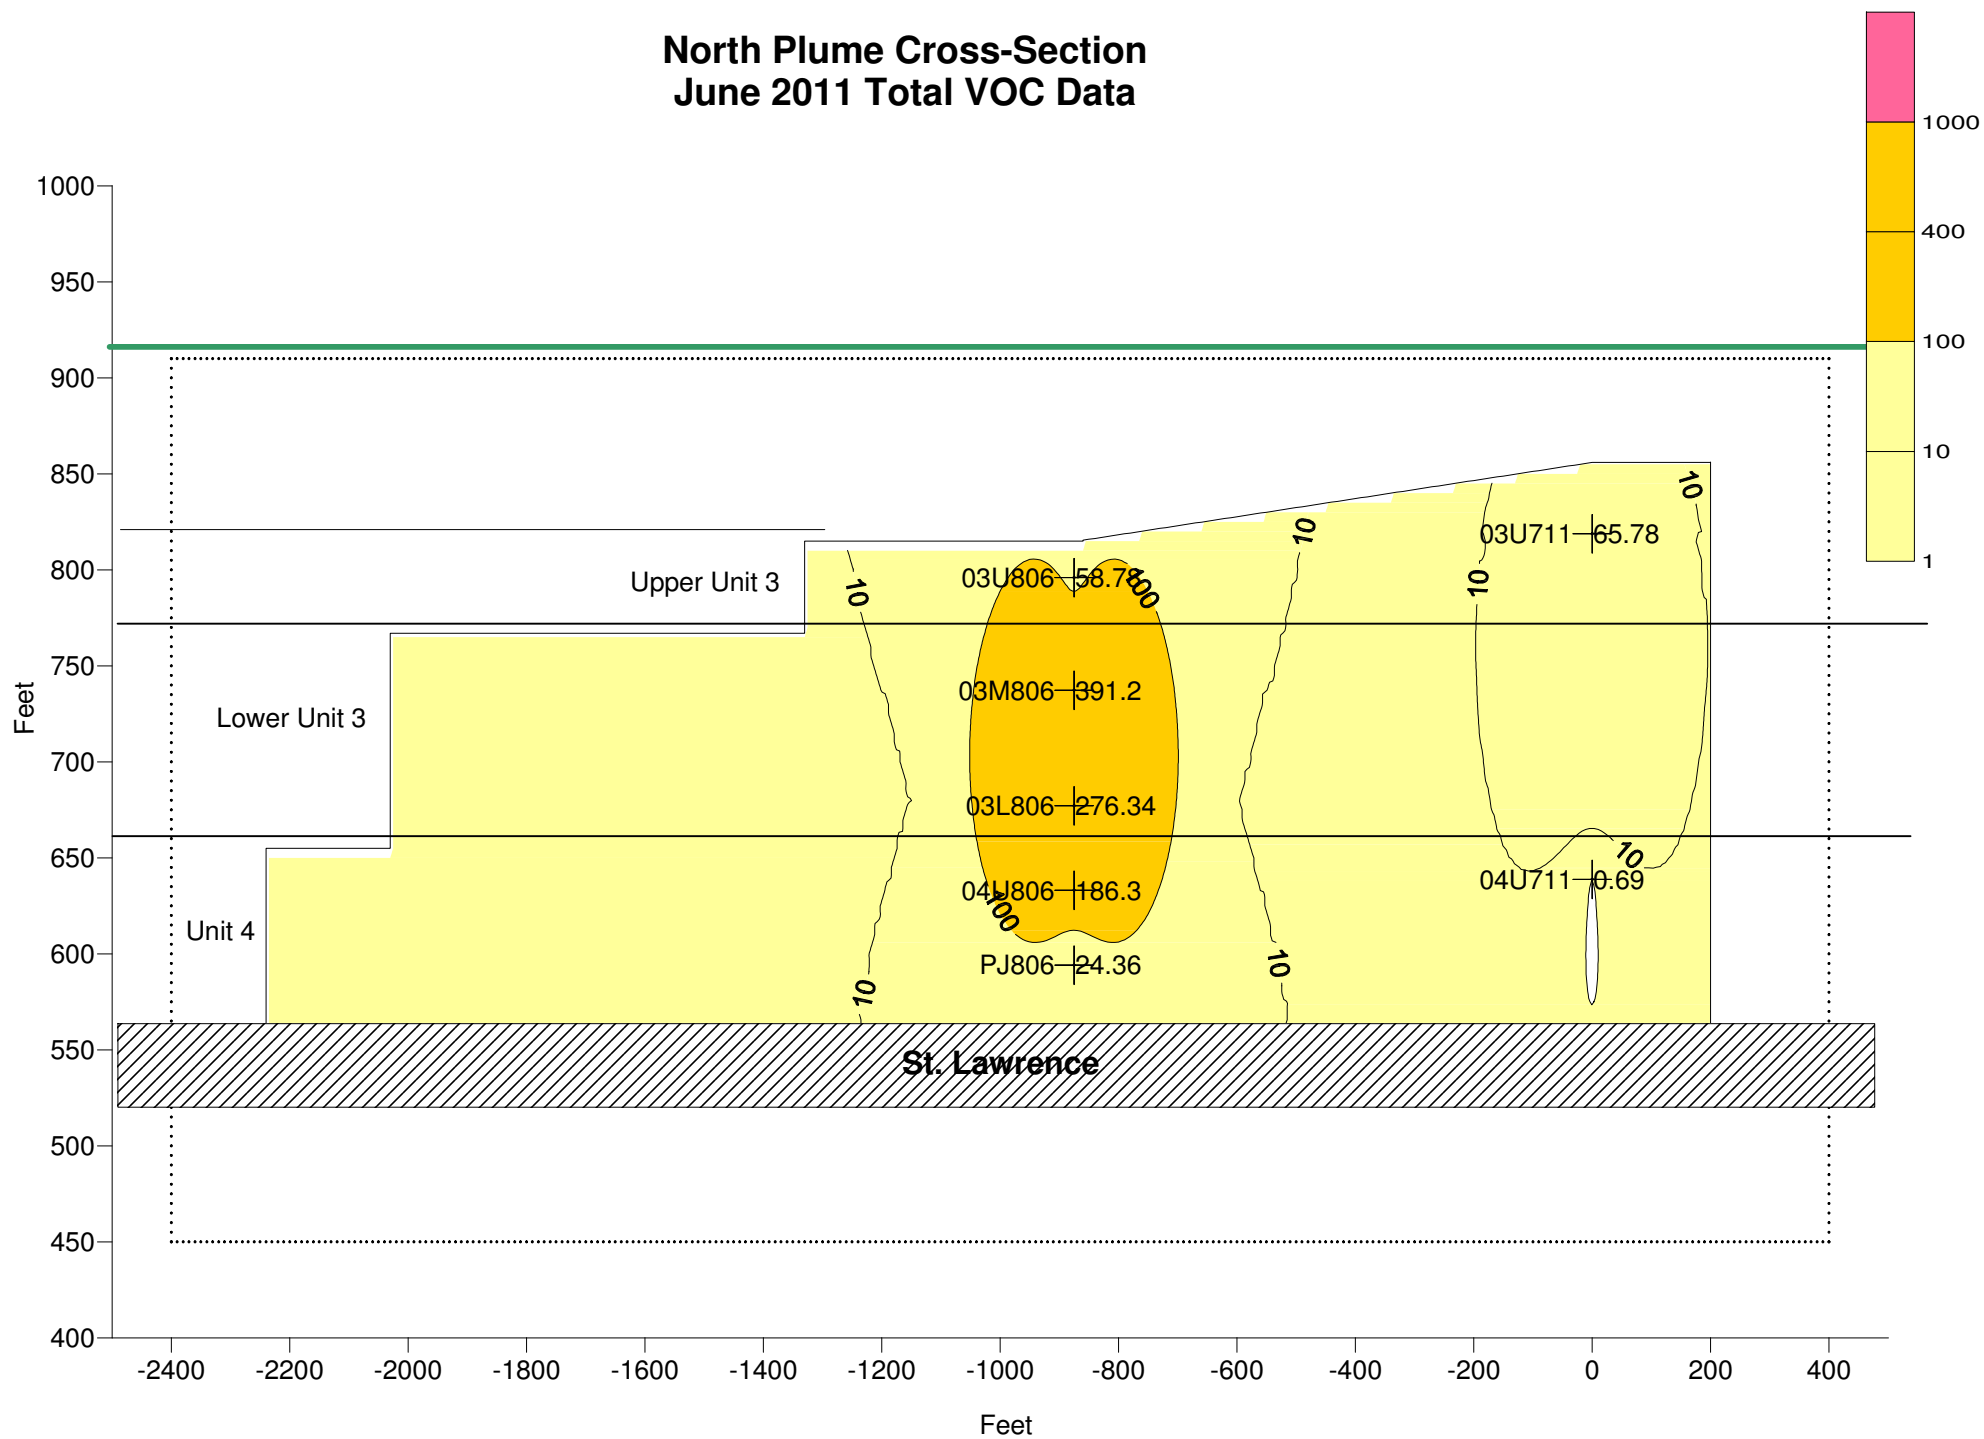 North Plume Cross-Section
June 2011 Total VOC Data
1000
400
100
10
1
1000
950
900
850
800
750
700
650
600
550
500
450
400
Feet
Upper Unit 3
Lower Unit 3
Unit 4
10
10
10
10
100
100
10
10
10
10
03U806 58.78
03M806 391.2
03L806 276.34
04U806 186.3
PJ806 24.36
03U711 65.78
04U711 0.69
St. Lawrence
-2400 -2200 -2000 -1800 -1600 -1400 -1200 -1000 -800 -600 -400 -200 0 200 400
Feet